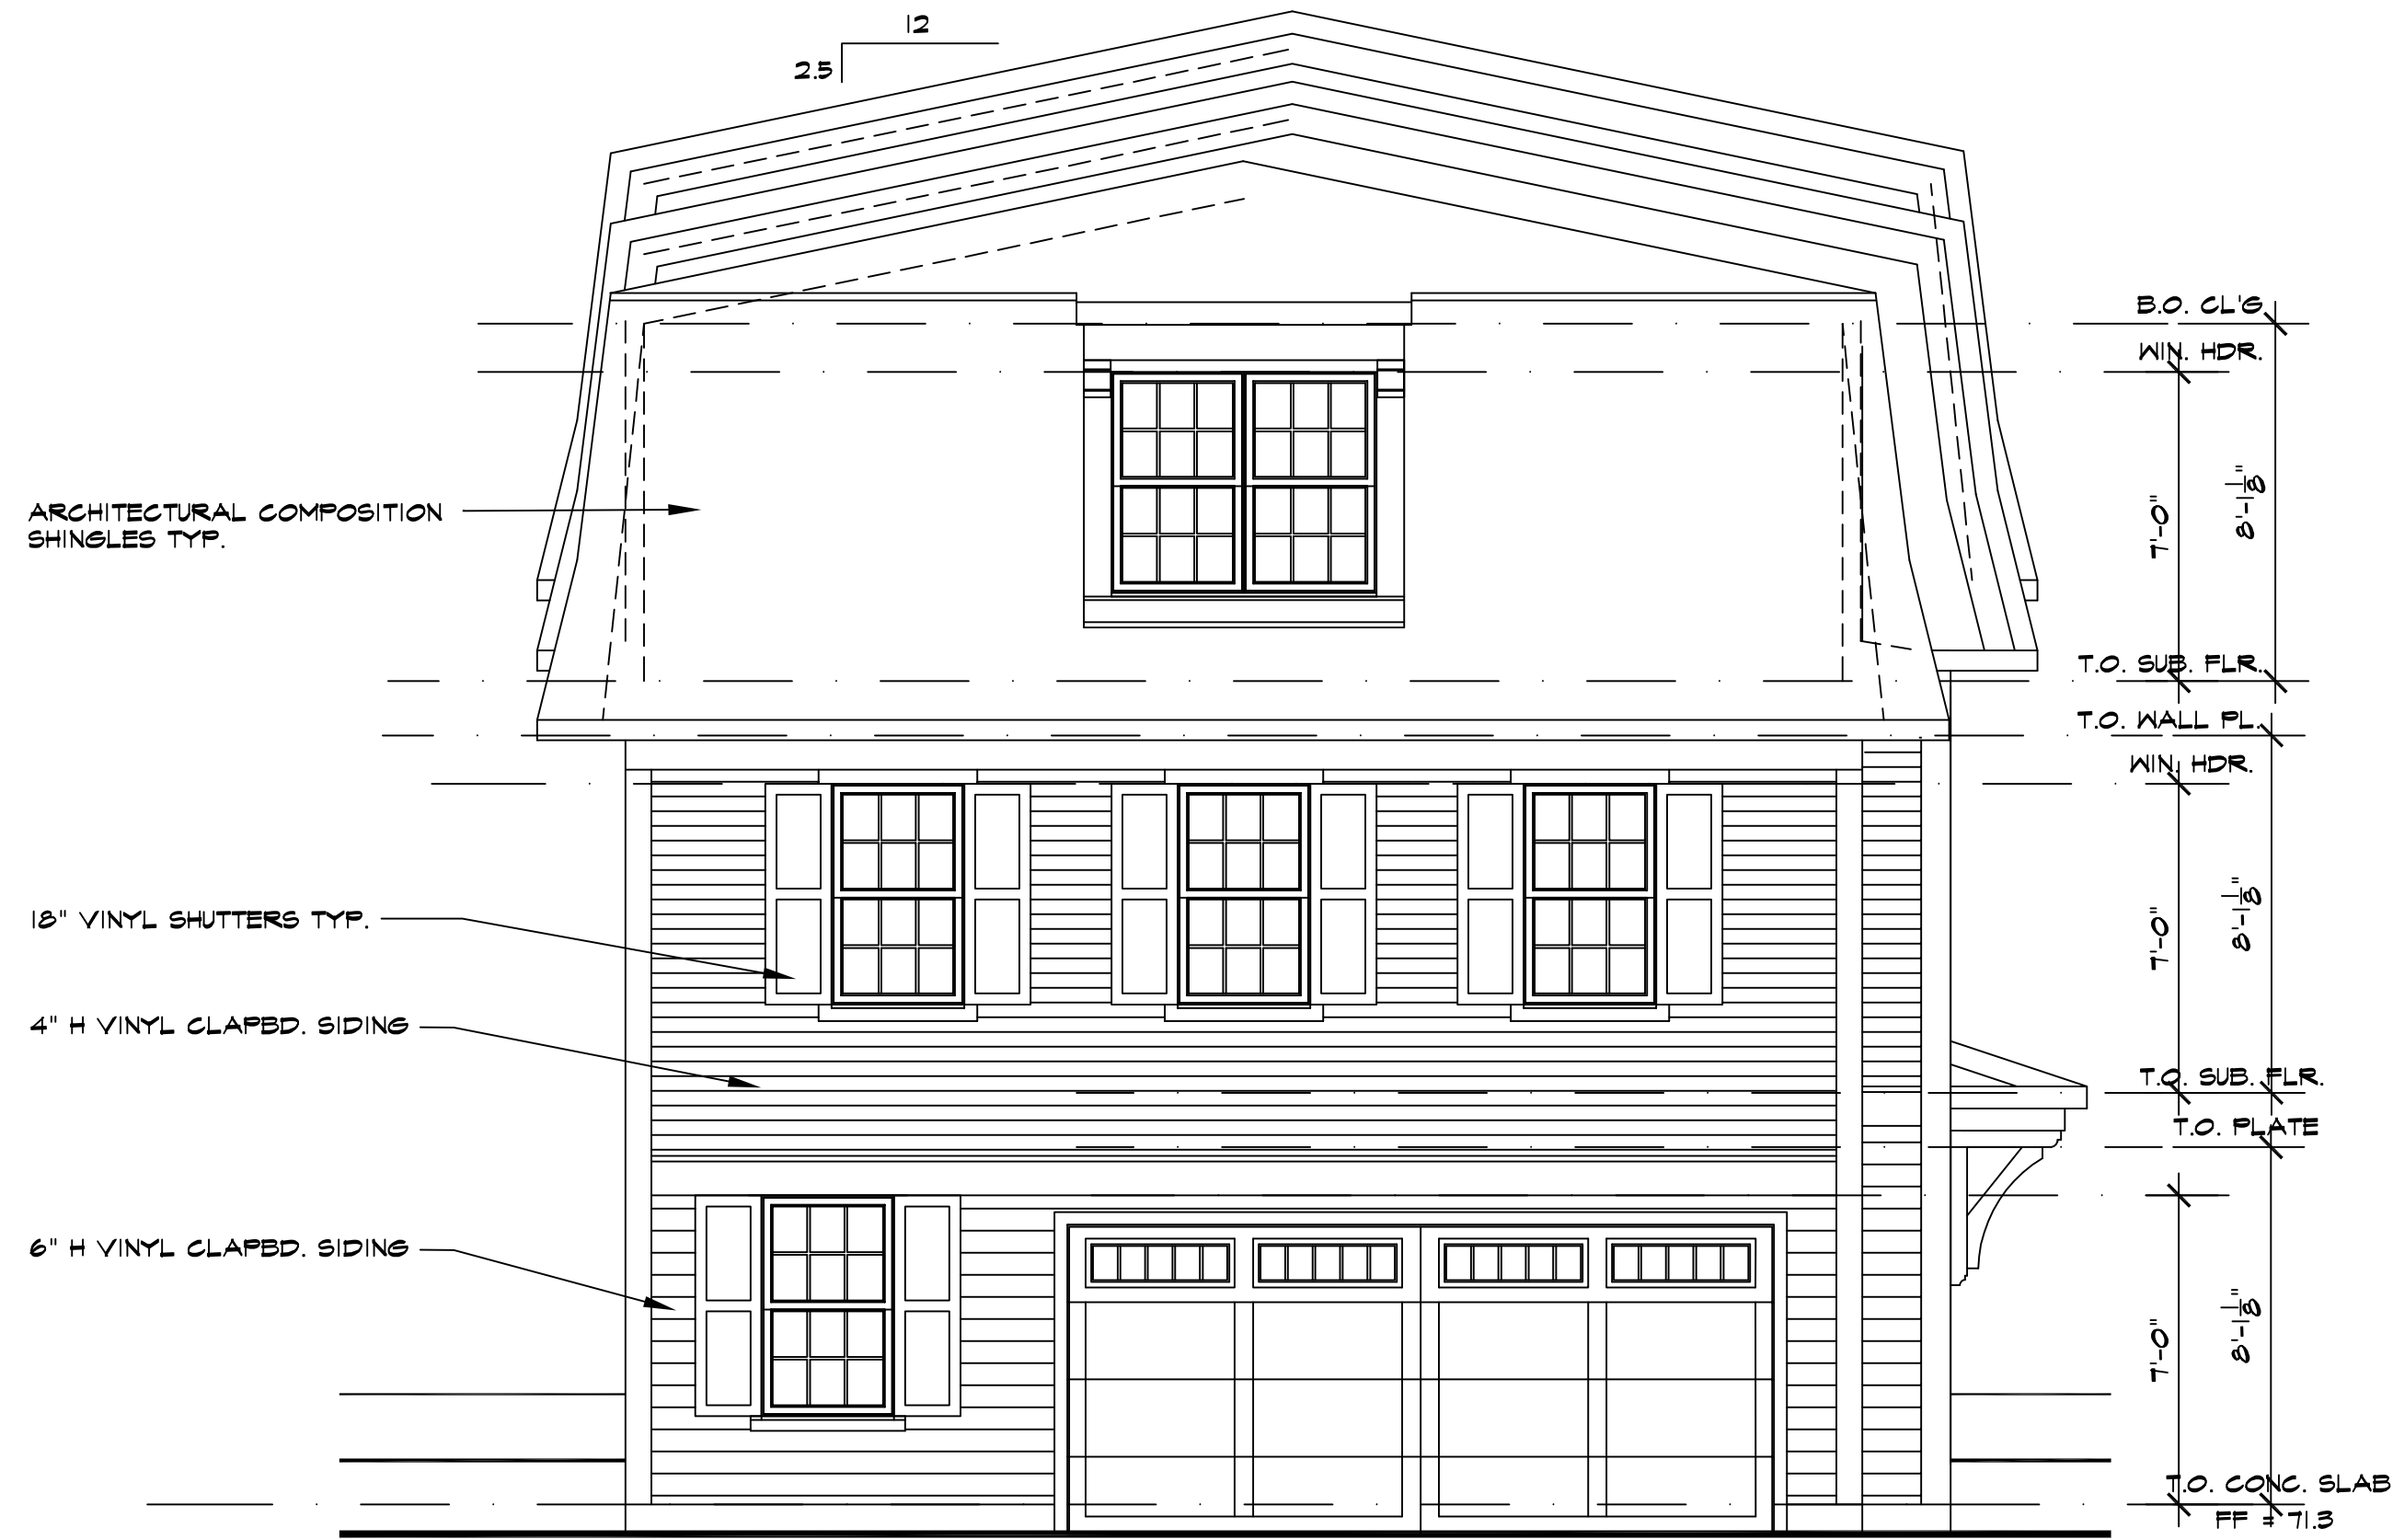 12
2.5
B.O. CL'G
WIN. HDR.
7'-0"
8'-1 1/8"
ARCHITECTURAL COMPOSITION
SHINGLES TYP.
T.O. SUB. FLR.
T.O. WALL PL.
WIN. HDR.
18" VINYL SHUTTERS TYP.
7'-0"
8'-1 1/8"
4" H VINYL CLAPBD. SIDING
T.O. SUB. FLR.
T.O. PLATE
6" H VINYL CLAPBD. SIDING
7'-0"
8'-1 1/8"
T.O. CONC. SLAB
FF = 71.3